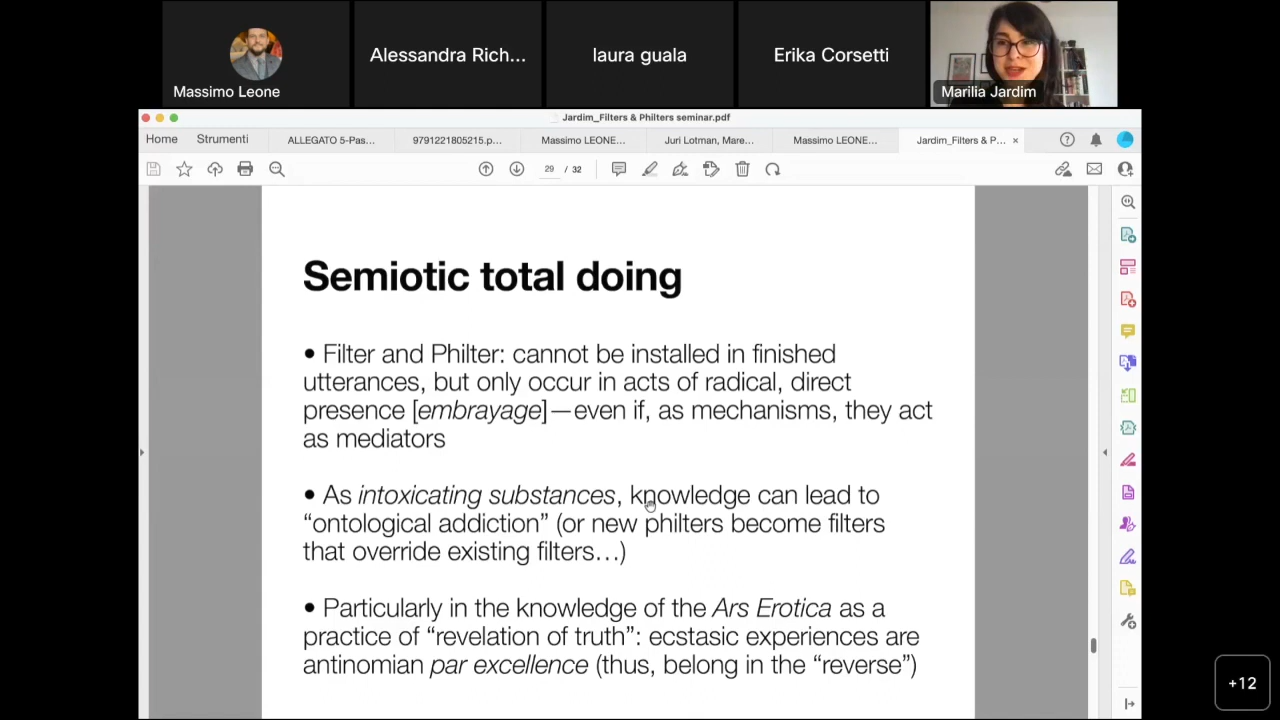 Massimo Leone
Alessandra Rich...
laura guala
Erika Corsetti
Marilia Jardim
Jardim_Filters & Philters seminar.pdf
Home
Strumenti
ALLEGATO 5-Pas...
9791221805215.p...
Massimo LEONE...
Juri Lotman, Mare...
Massimo LEONE...
Jardim_Filters & P... ×
29 / 32
Semiotic total doing
• Filter and Philter: cannot be installed in finished
utterances, but only occur in acts of radical, direct
presence [embrayage]—even if, as mechanisms, they act
as mediators
• As intoxicating substances, knowledge can lead to
“ontological addiction” (or new philters become filters
that override existing filters…)
• Particularly in the knowledge of the Ars Erotica as a
practice of “revelation of truth”: ecstasic experiences are
antinomian par excellence (thus, belong in the “reverse”)
+12